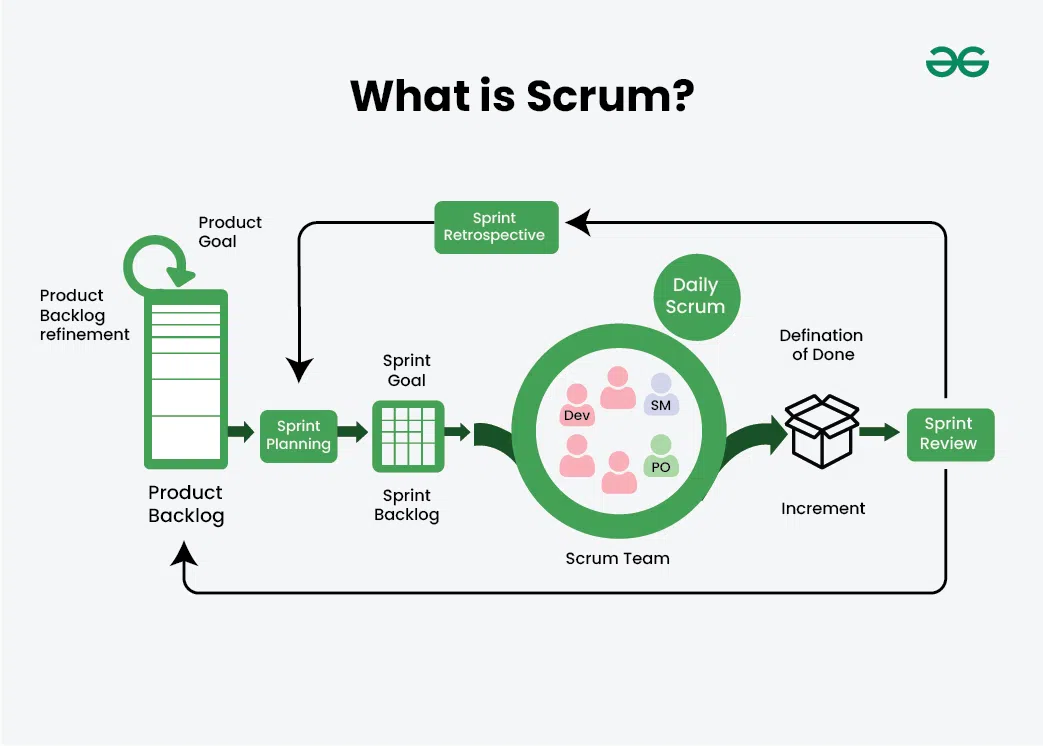 What is Scrum?
Sprint
Retrospective
Product
Goal
Daily
Scrum
Product
Backlog
refinement
Defination
of Done
Sprint
Goal
Dev
SM
PO
Sprint
Planning
Sprint
Review
Product
Backlog
Sprint
Backlog
Increment
Scrum Team